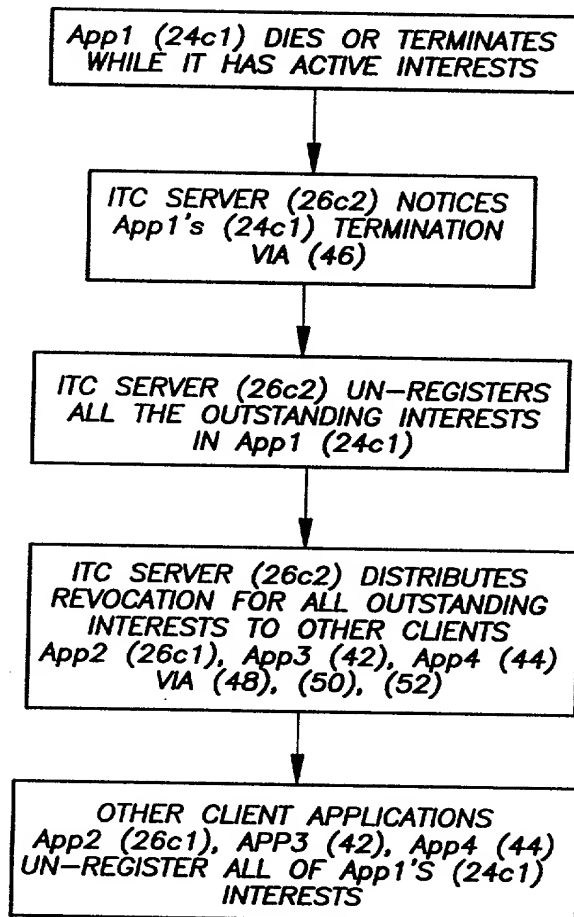 App1 (24c1) DIES OR TERMINATES
WHILE IT HAS ACTIVE INTERESTS
ITC SERVER (26c2) NOTICES
App1's (24c1) TERMINATION
VIA (46)
ITC SERVER (26c2) UN-REGISTERS
ALL THE OUTSTANDING INTERESTS
IN App1 (24c1)
ITC SERVER (26c2) DISTRIBUTES
REVOCATION FOR ALL OUTSTANDING
INTERESTS TO OTHER CLIENTS
App2 (26c1), App3 (42), App4 (44)
VIA (48), (50), (52)
OTHER CLIENT APPLICATIONS
App2 (26c1), APP3 (42), App4 (44)
UN-REGISTER ALL OF App1'S (24c1)
INTERESTS